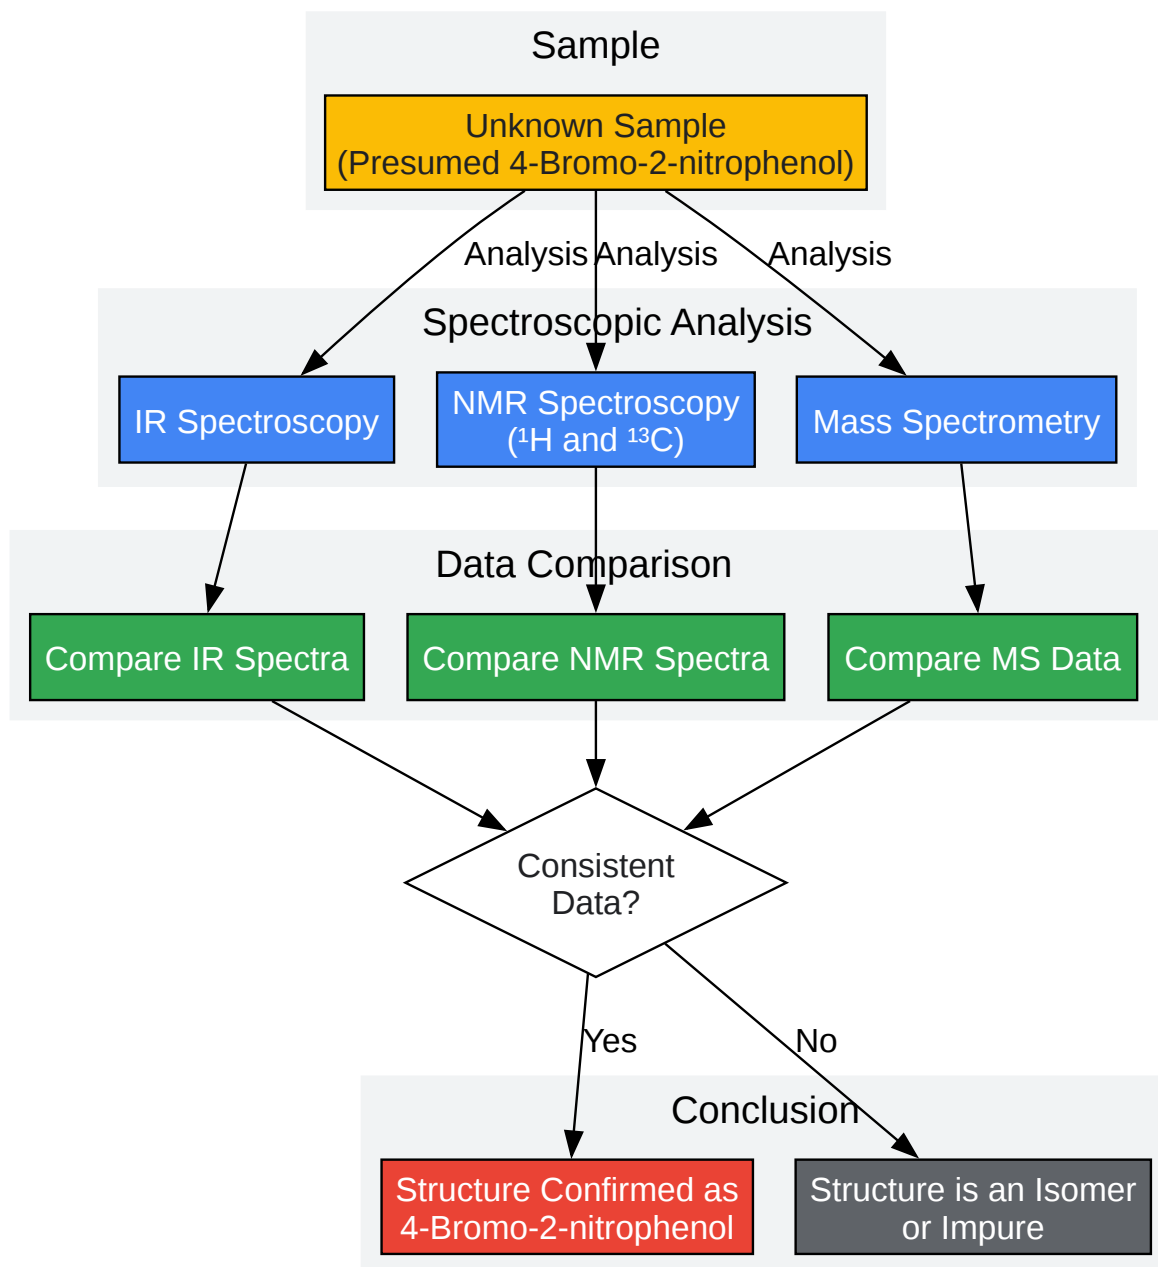 Sample
Unknown Sample
(Presumed 4-Bromo-2-nitrophenol)
Analysis
Analysis
Analysis
Spectroscopic Analysis
IR Spectroscopy
NMR Spectroscopy
(¹H and ¹³C)
Mass Spectrometry
Data Comparison
Compare IR Spectra
Compare NMR Spectra
Compare MS Data
Consistent
Data?
Yes
No
Conclusion
Structure Confirmed as
4-Bromo-2-nitrophenol
Structure is an Isomer
or Impure